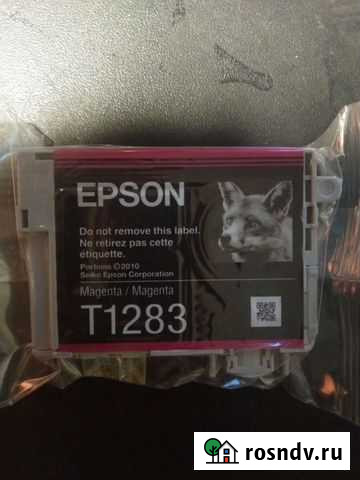 EPSON
Do not remove this label.
Ne retirez pas cette
étiquette.
Portions ©2010
Seiko Epson Corporation
Magenta / Magenta
T1283
rosndv.ru